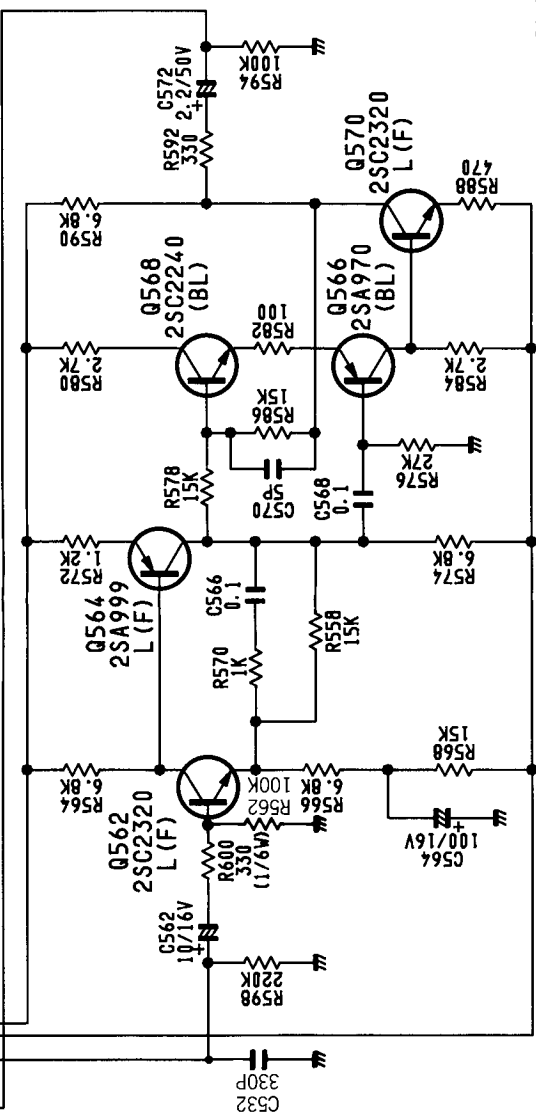 C572
2.2/50V
R594
100K
R592
330
Q570
2SC2320
L(F)
R588
470
R590
6.8K
Q568
2SC2240
(BL)
R582
100
Q566
2SA970
(BL)
R580
2.7K
R584
2.7K
R586
15K
C570
5P
R578
15K
C568
0.1
R576
27K
R572
1.2K
Q564
2SA999
L(F)
C566
0.1
R574
6.8K
R570
1K
R558
15K
R564
6.8K
Q562
2SC2320
L(F)
R562
100K
R566
6.8K
R568
15K
C564
100/16V
+
R600
330
(1/6W)
C562
10/16V
+
R598
220K
C532
330P
+